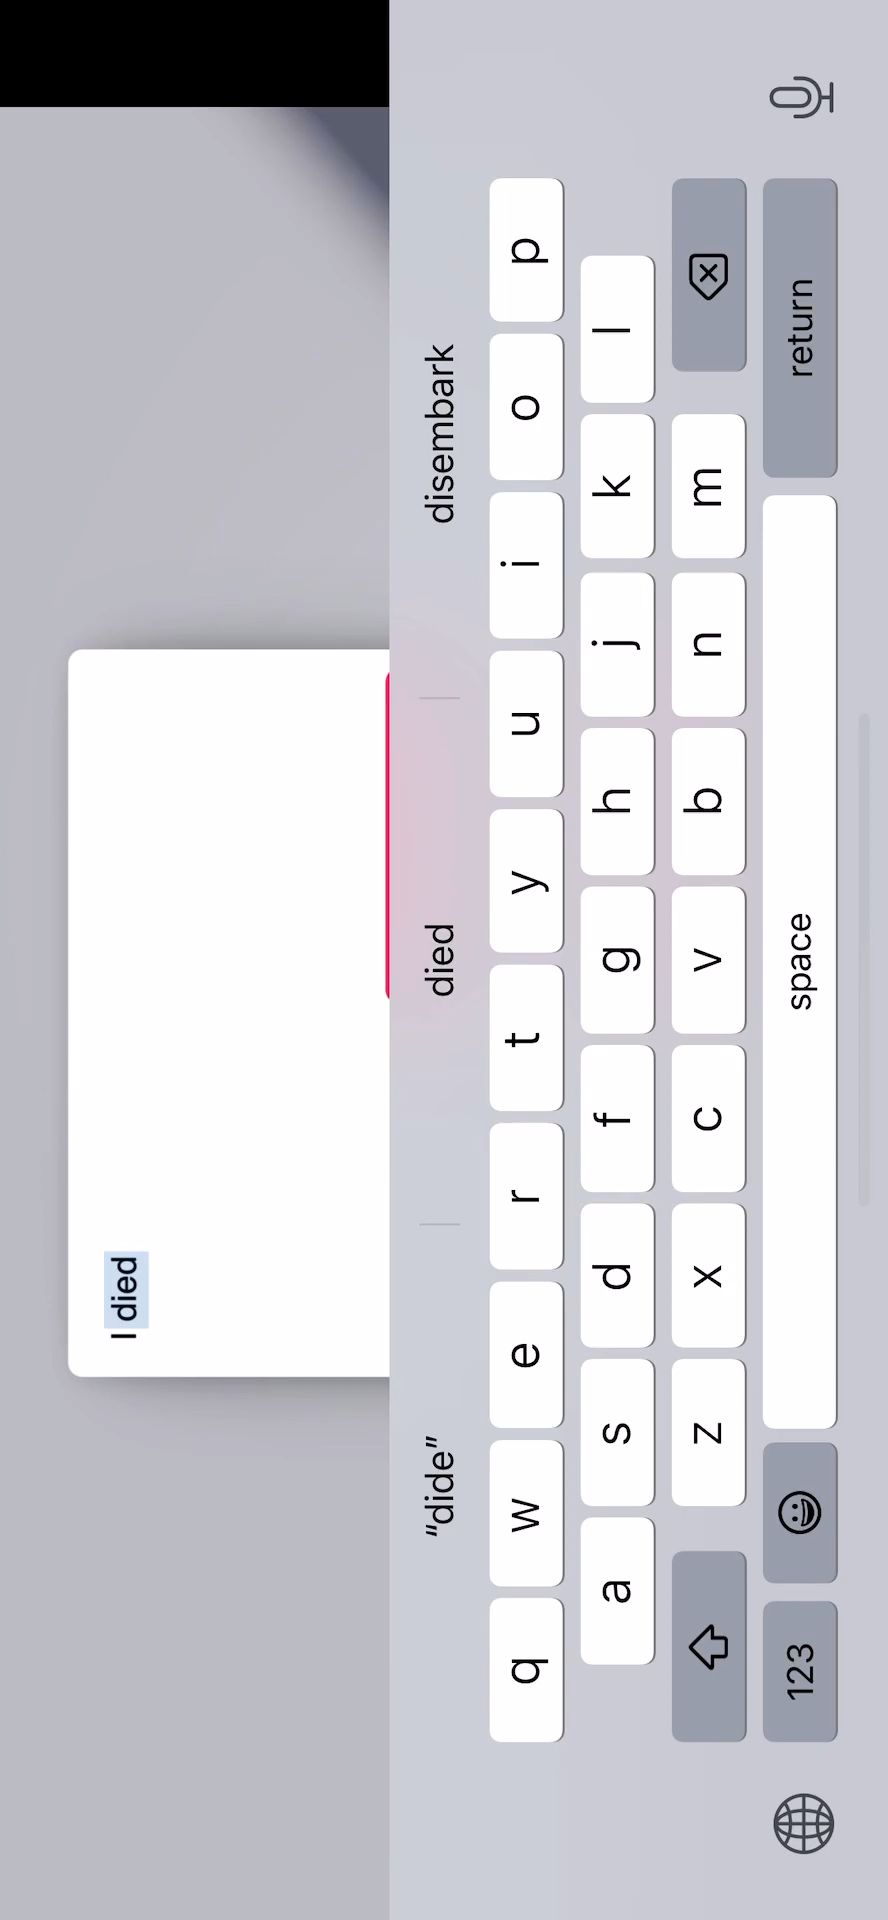 I died
“dide” died disembark
q w e r t y u i o p
a s d f g h j k l
z x c v b n m
123 space return